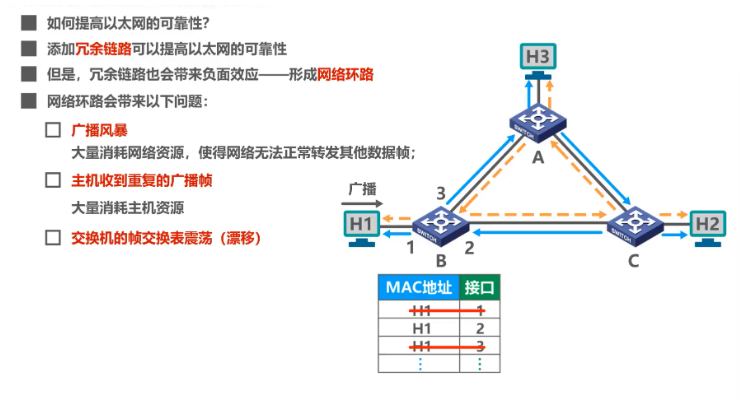 如何提高以太网的可靠性?
添加冗余链路可以提高以太网的可靠性
但是，冗余链路也会带来负面效应——形成网络环路
网络环路会带来以下问题：
广播风暴
大量消耗网络资源，使得网络无法正常转发其他数据帧；
主机收到重复的广播帧
大量消耗主机资源
交换机的帧交换表震荡（漂移）
H3
SWITCH
A
广播
3
H1
SWITCH
SWITCH
H2
1
B
2
C
MAC地址 接口
H1 1
H1 2
H1 3
⋮ ⋮